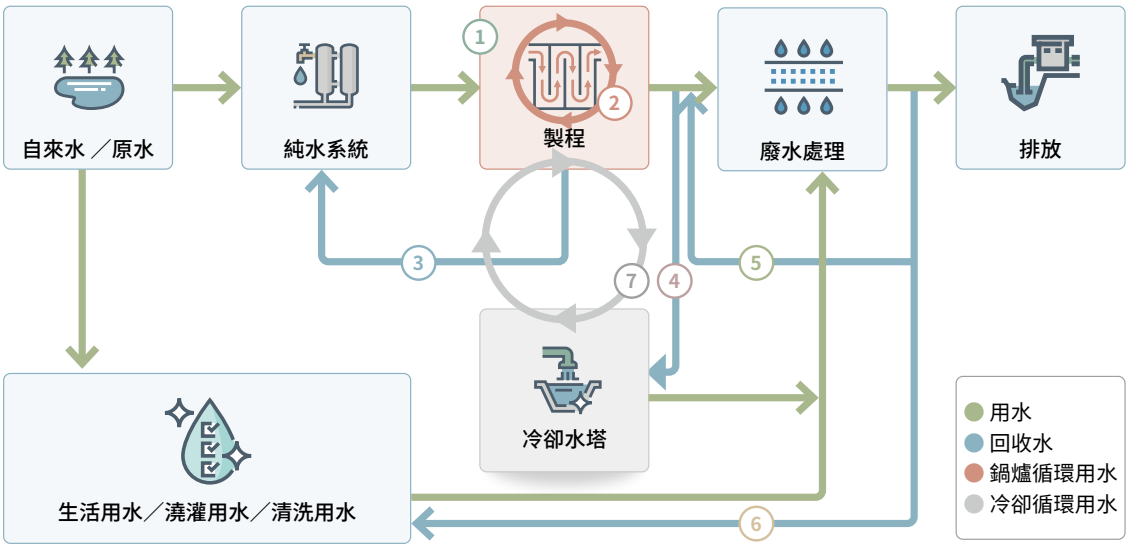 1
2
自來水／原水
純水系統
製程
廢水處理
排放
3
7
4
5
冷卻水塔
生活用水／澆灌用水／清洗用水
6
用水
回收水
鍋爐循環用水
冷卻循環用水